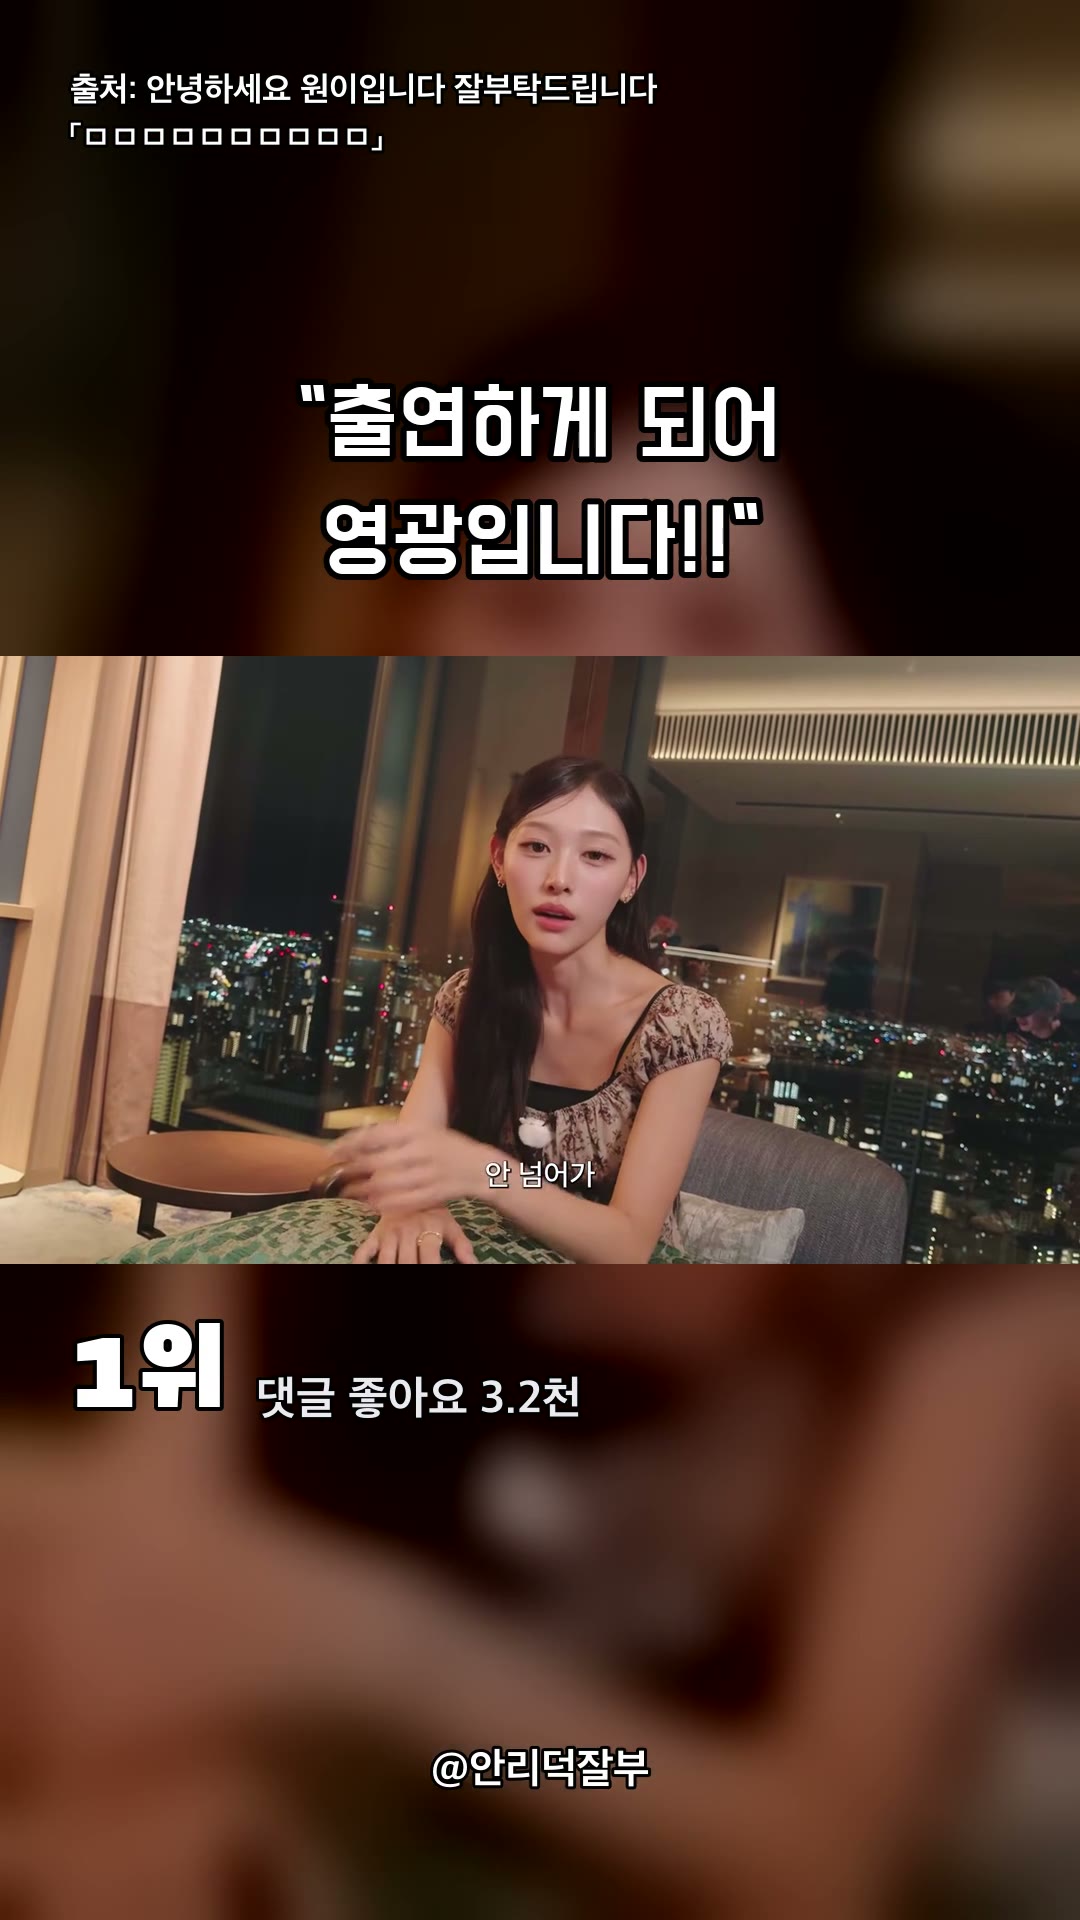 출처: 안녕하세요 원이입니다 잘부탁드립니다
「ㅁㅁㅁㅁㅁㅁㅁㅁㅁㅁ」
"출연하게 되어
영광입니다!!"
안 넘어가
1위 댓글 좋아요 3.2천
@안리덕잘부